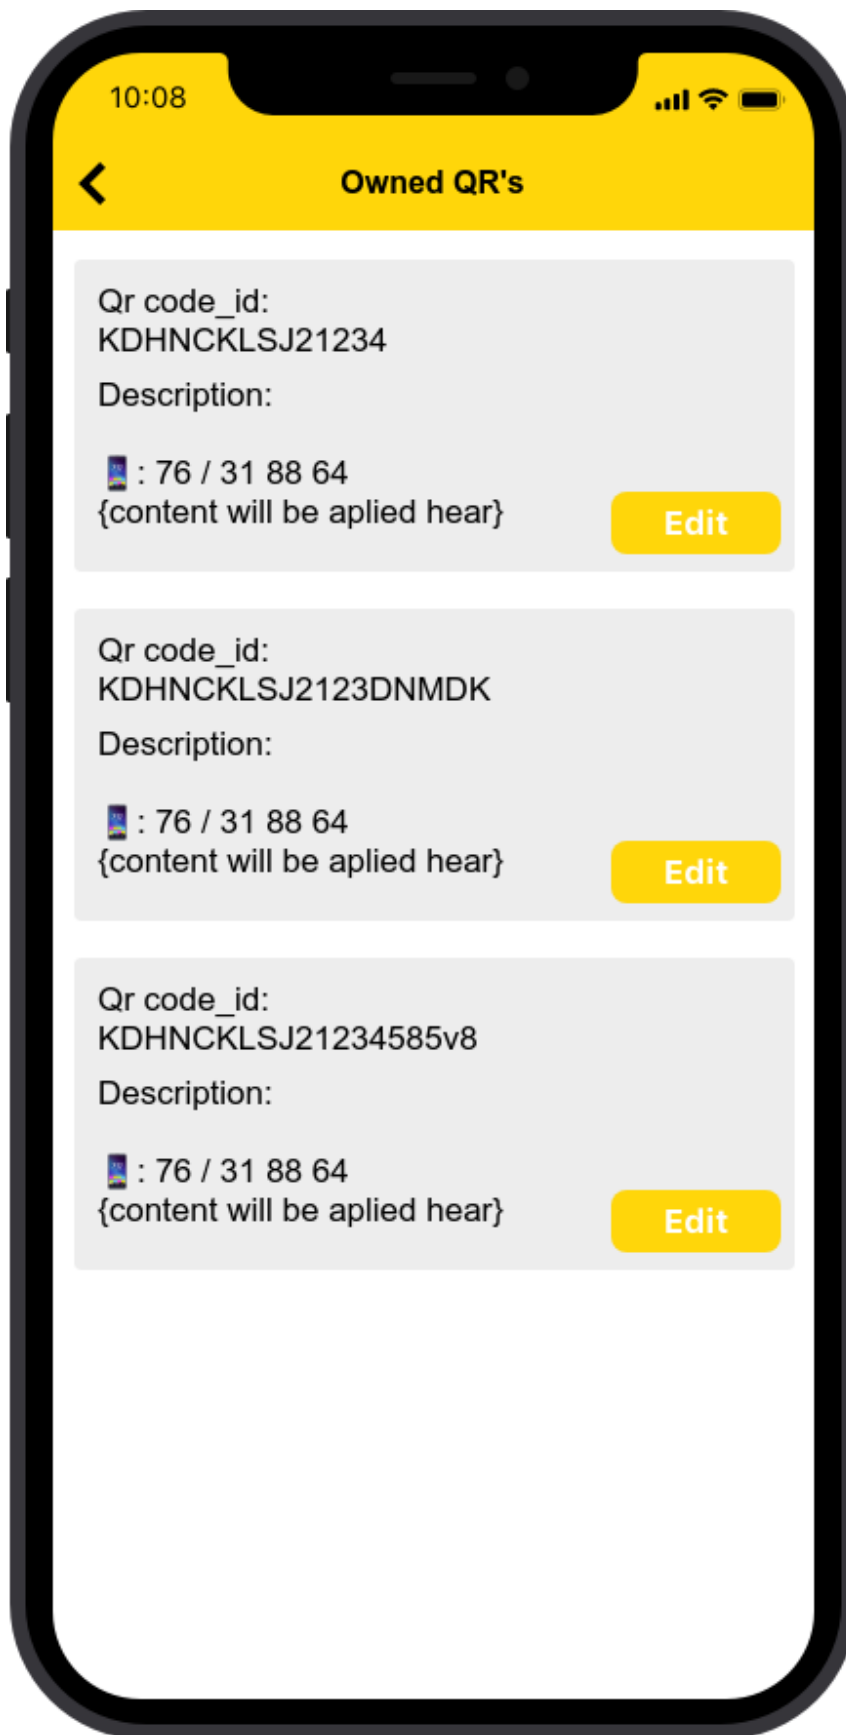 10:08
Owned QR's
Qr code_id:
KDHNCKLSJ21234
Description:
: 76 / 31 88 64
{content will be aplied hear}
Edit
Qr code_id:
KDHNCKLSJ2123DNMDK
Description:
: 76 / 31 88 64
{content will be aplied hear}
Edit
Qr code_id:
KDHNCKLSJ21234585v8
Description:
: 76 / 31 88 64
{content will be aplied hear}
Edit